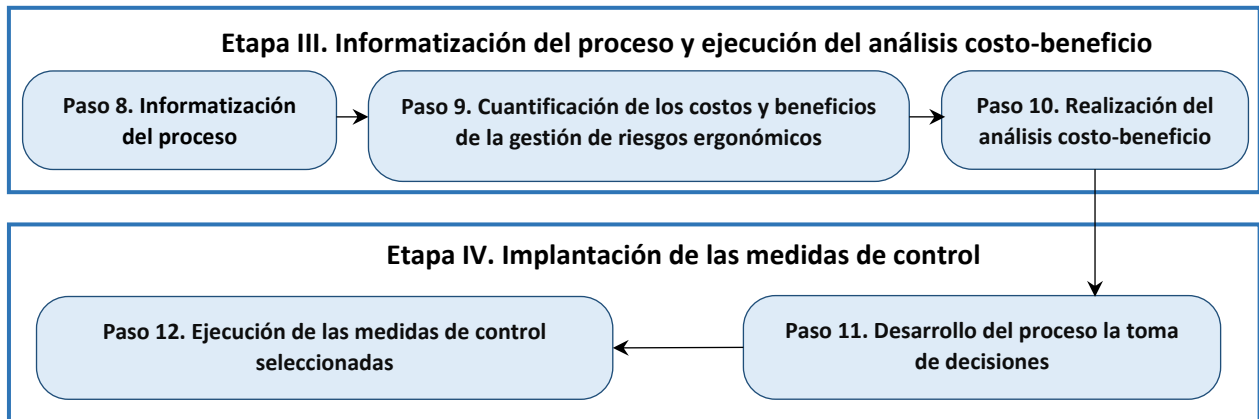 Etapa III. Informatización del proceso y ejecución del análisis costo-beneficio
Paso 8. Informatización
del proceso
Paso 9. Cuantificación de los costos y beneficios
de la gestión de riesgos ergonómicos
Paso 10. Realización del
análisis costo-beneficio
Etapa IV. Implantación de las medidas de control
Paso 12. Ejecución de las medidas de control
seleccionadas
Paso 11. Desarrollo del proceso la toma
de decisiones